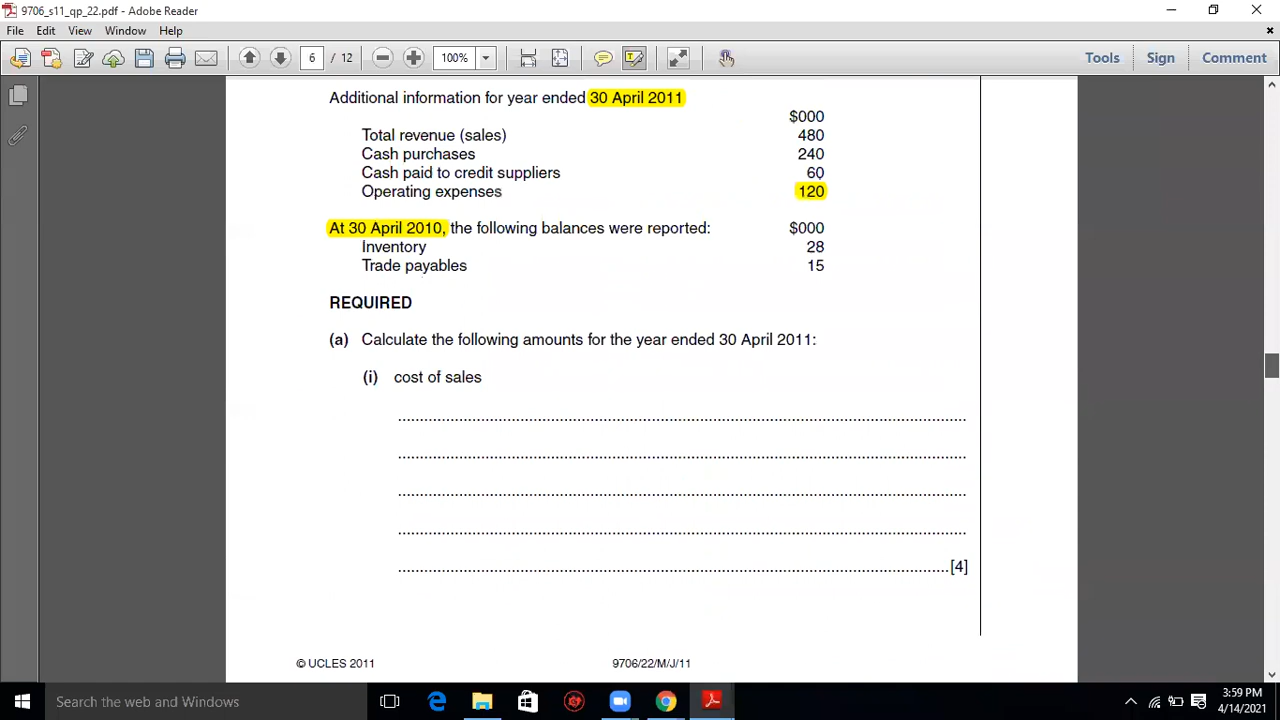 9706_s11_qp_22.pdf - Adobe Reader
File Edit View Window Help
6 / 12 100% Tools Sign Comment
Additional information for year ended 30 April 2011
$000
Total revenue (sales) 480
Cash purchases 240
Cash paid to credit suppliers 60
Operating expenses 120
At 30 April 2010, the following balances were reported: $000
Inventory 28
Trade payables 15
REQUIRED
(a) Calculate the following amounts for the year ended 30 April 2011:
(i) cost of sales
[4]
© UCLES 2011 9706/22/M/J/11
Search the web and Windows
3:59 PM
4/14/2021